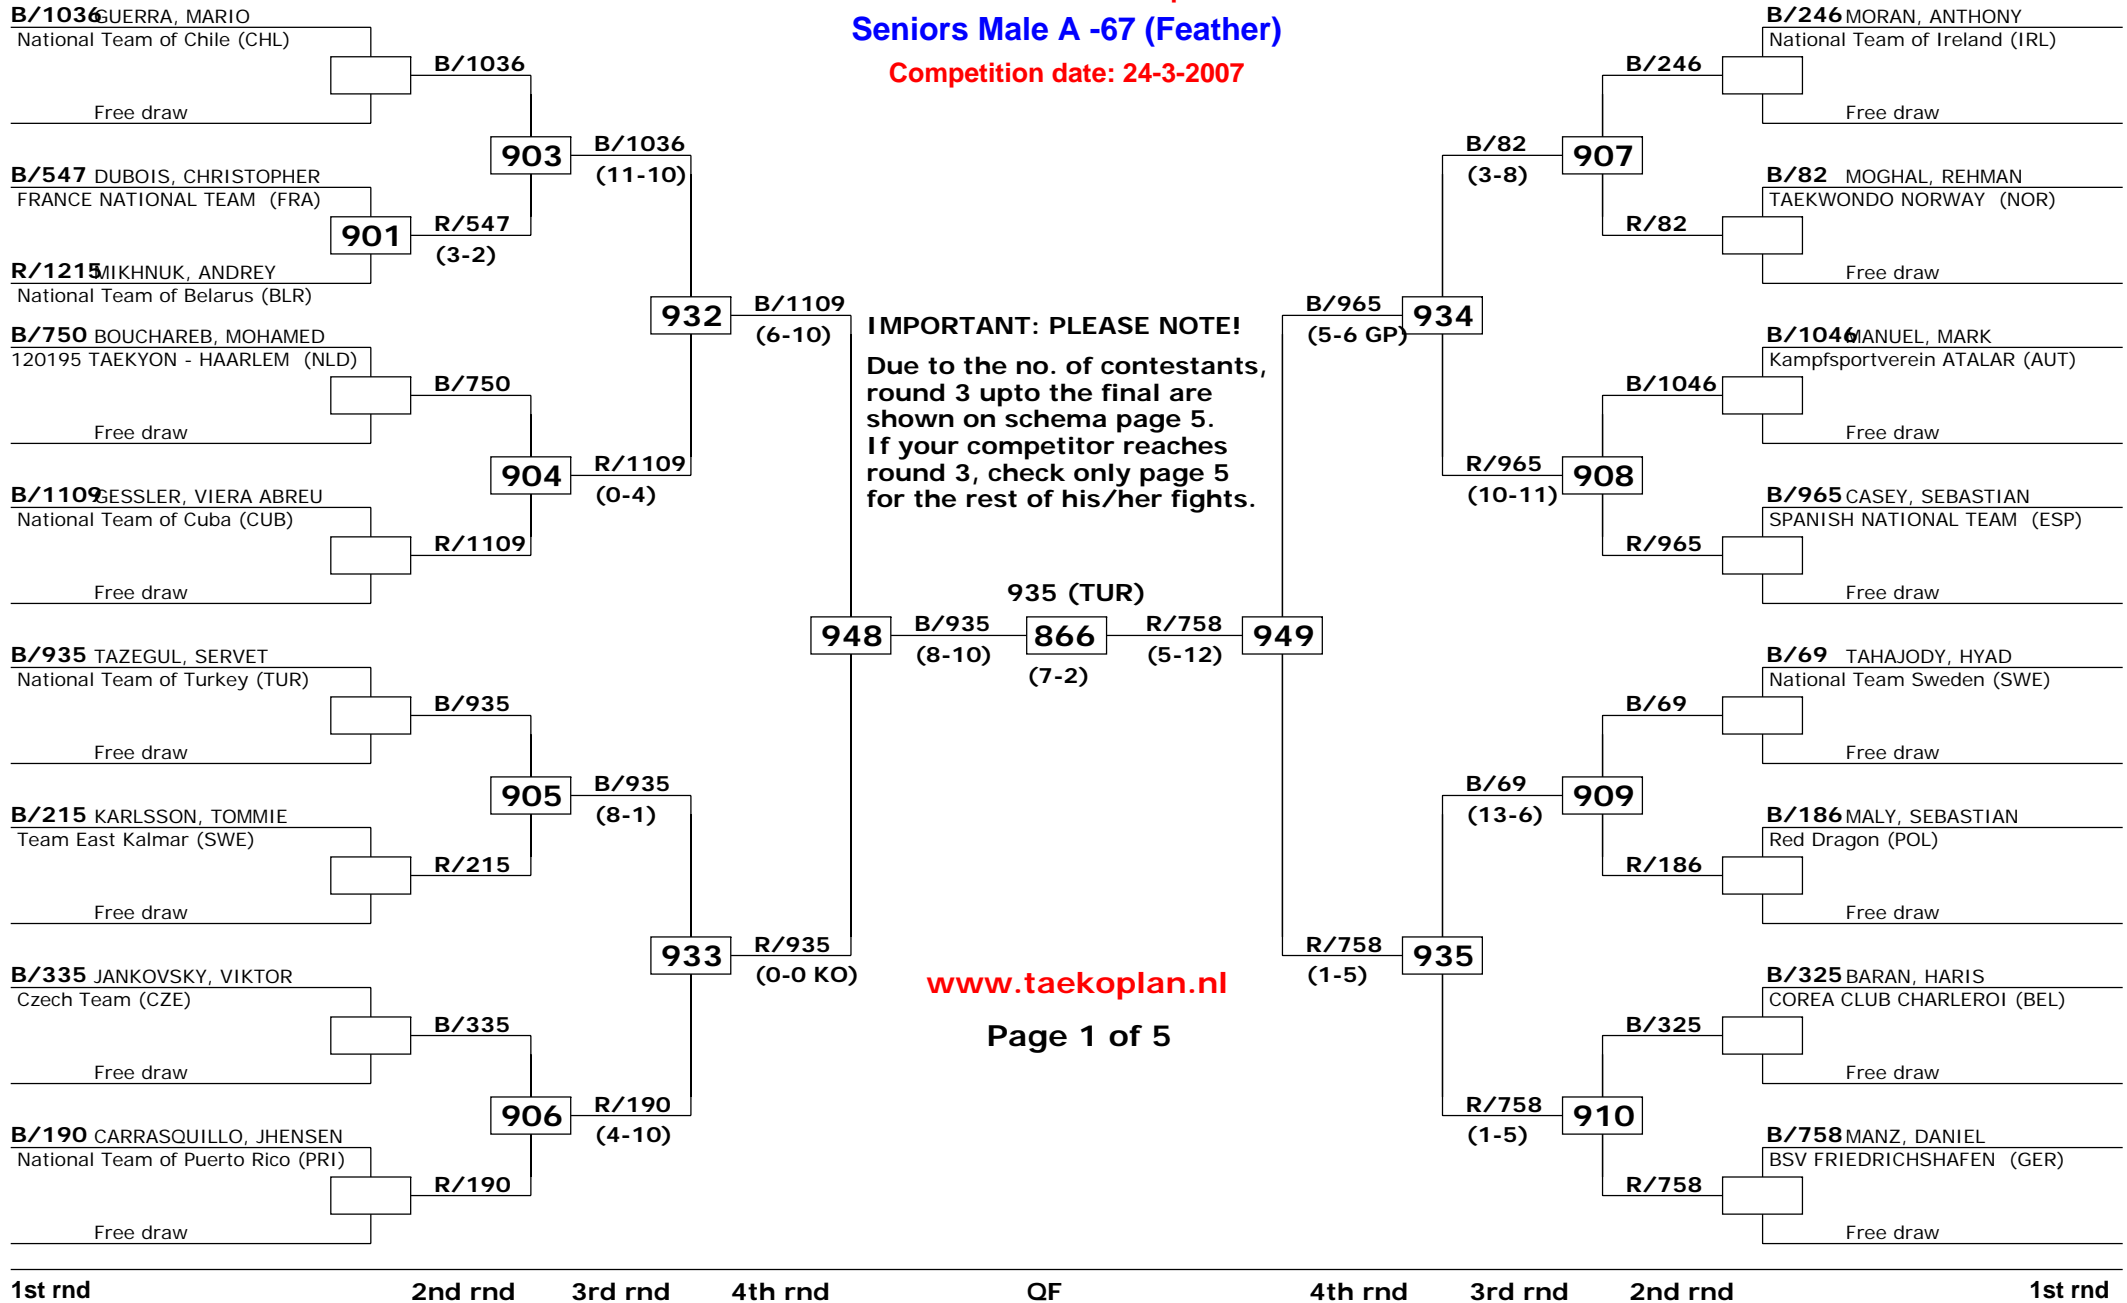 Seniors Male A -67 (Feather)
Competition date: 24-3-2007
B/1036 GUERRA, MARIO
National Team of Chile (CHL)
B/1036
Free draw
903
B/1036
(11-10)
B/547 DUBOIS, CHRISTOPHER
FRANCE NATIONAL TEAM (FRA)
901
R/547
(3-2)
R/1215 MIKHNUK, ANDREY
National Team of Belarus (BLR)
932
B/1109
(6-10)
B/750 BOUCHAREB, MOHAMED
120195 TAEKYON - HAARLEM (NLD)
B/750
Free draw
904
R/1109
(0-4)
B/1109 GESSLER, VIERA ABREU
National Team of Cuba (CUB)
R/1109
Free draw
B/935 TAZEGUL, SERVET
National Team of Turkey (TUR)
B/935
Free draw
905
B/935
(8-1)
B/215 KARLSSON, TOMMIE
Team East Kalmar (SWE)
R/215
Free draw
933
R/935
(0-0 KO)
B/335 JANKOVSKY, VIKTOR
Czech Team (CZE)
B/335
Free draw
906
R/190
(4-10)
B/190 CARRASQUILLO, JHENSEN
National Team of Puerto Rico (PRI)
R/190
Free draw
IMPORTANT: PLEASE NOTE!
Due to the no. of contestants,
round 3 upto the final are
shown on schema page 5.
If your competitor reaches
round 3, check only page 5
for the rest of his/her fights.
935 (TUR)
948
B/935
(8-10)
866
(7-2)
R/758
(5-12)
949
www.taekoplan.nl
Page 1 of 5
B/246 MORAN, ANTHONY
National Team of Ireland (IRL)
B/246
Free draw
B/82
(3-8)
907
B/82 MOGHAL, REHMAN
TAEKWONDO NORWAY (NOR)
R/82
Free draw
B/965
(5-6 GP)
934
B/1046 MANUEL, MARK
Kampfsportverein ATALAR (AUT)
B/1046
Free draw
R/965
(10-11)
908
B/965 CASEY, SEBASTIAN
SPANISH NATIONAL TEAM (ESP)
R/965
Free draw
B/69 TAHAJODY, HYAD
National Team Sweden (SWE)
B/69
Free draw
B/69
(13-6)
909
B/186 MALY, SEBASTIAN
Red Dragon (POL)
R/186
Free draw
R/758
(1-5)
935
B/325 BARAN, HARIS
COREA CLUB CHARLEROI (BEL)
B/325
Free draw
R/758
(1-5)
910
B/758 MANZ, DANIEL
BSV FRIEDRICHSHAFEN (GER)
R/758
Free draw
1st rnd 2nd rnd 3rd rnd 4th rnd QF 4th rnd 3rd rnd 2nd rnd 1st rnd